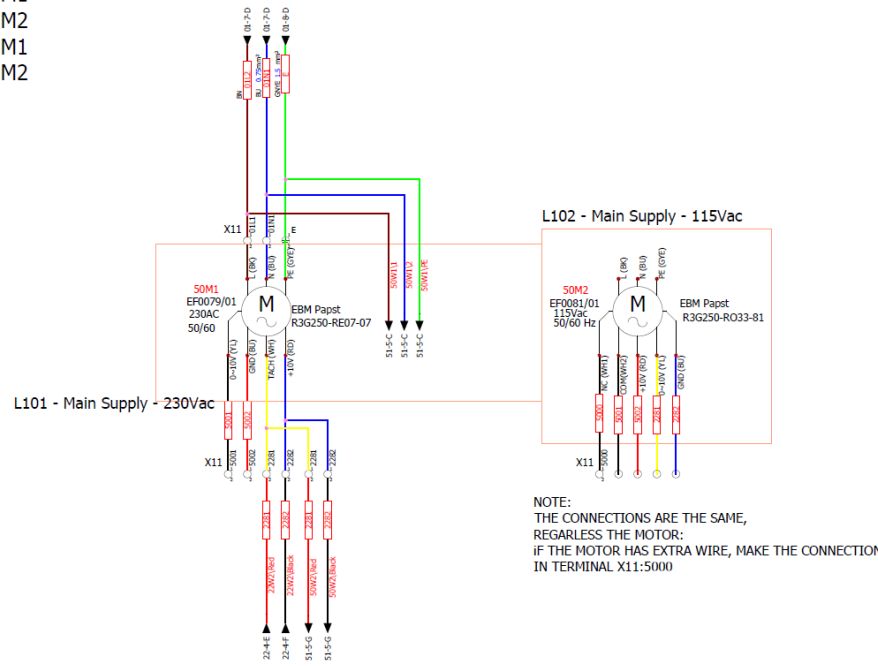 M2
M1
M2
01-7-D
01-7-D
01-8-D
BN
01L2
BU 0.75mm²
01N1
GNYE 1.5 mm²
E
X11
01L1
01N1
E
L (BK)
N (BU)
PE (GYE)
50M1
EF0079/01
230AC
50/60
M
EBM Papst
R3G250-RE07-07
50W1\1
50W1\2
50W1\PE
51-5-C
51-5-C
51-5-C
0~10V (YL)
GND (BU)
TACH (WH)
+10V (RD)
L101 - Main Supply - 230Vac
5001
5002
X11
5001
5002
2281
2282
2281
2282
2281
2282
2281
2282
22W2\Red
22W2\Black
50W2\Red
50W2\Black
22-4-E
22-4-F
51-5-G
51-5-G
L102 - Main Supply - 115Vac
L (BK)
N (BU)
PE (GYE)
50M2
EF0081/01
115Vac
50/60 Hz
M
EBM Papst
R3G250-RO33-81
NC (WH1)
COM(WH2)
+10V (RD)
0~10V (YL)
GND (BU)
5000
5001
5002
2281
2282
X11
5000
NOTE:
THE CONNECTIONS ARE THE SAME,
REGARLESS THE MOTOR:
iF THE MOTOR HAS EXTRA WIRE, MAKE THE CONNECTION
IN TERMINAL X11:5000